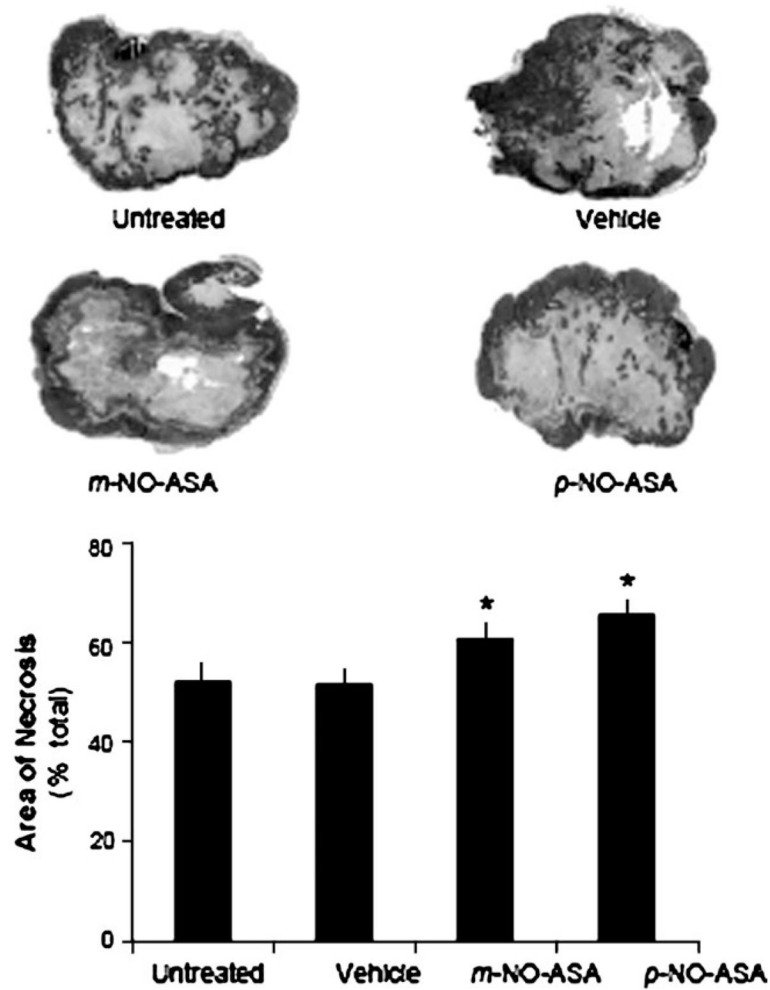 Untreated
Vehicle
m-NO-ASA
p-NO-ASA
80
60
40
20
0
Area of Necrosis
(% total)
*
*
Untreated
Vehicle
m-NO-ASA
p-NO-ASA